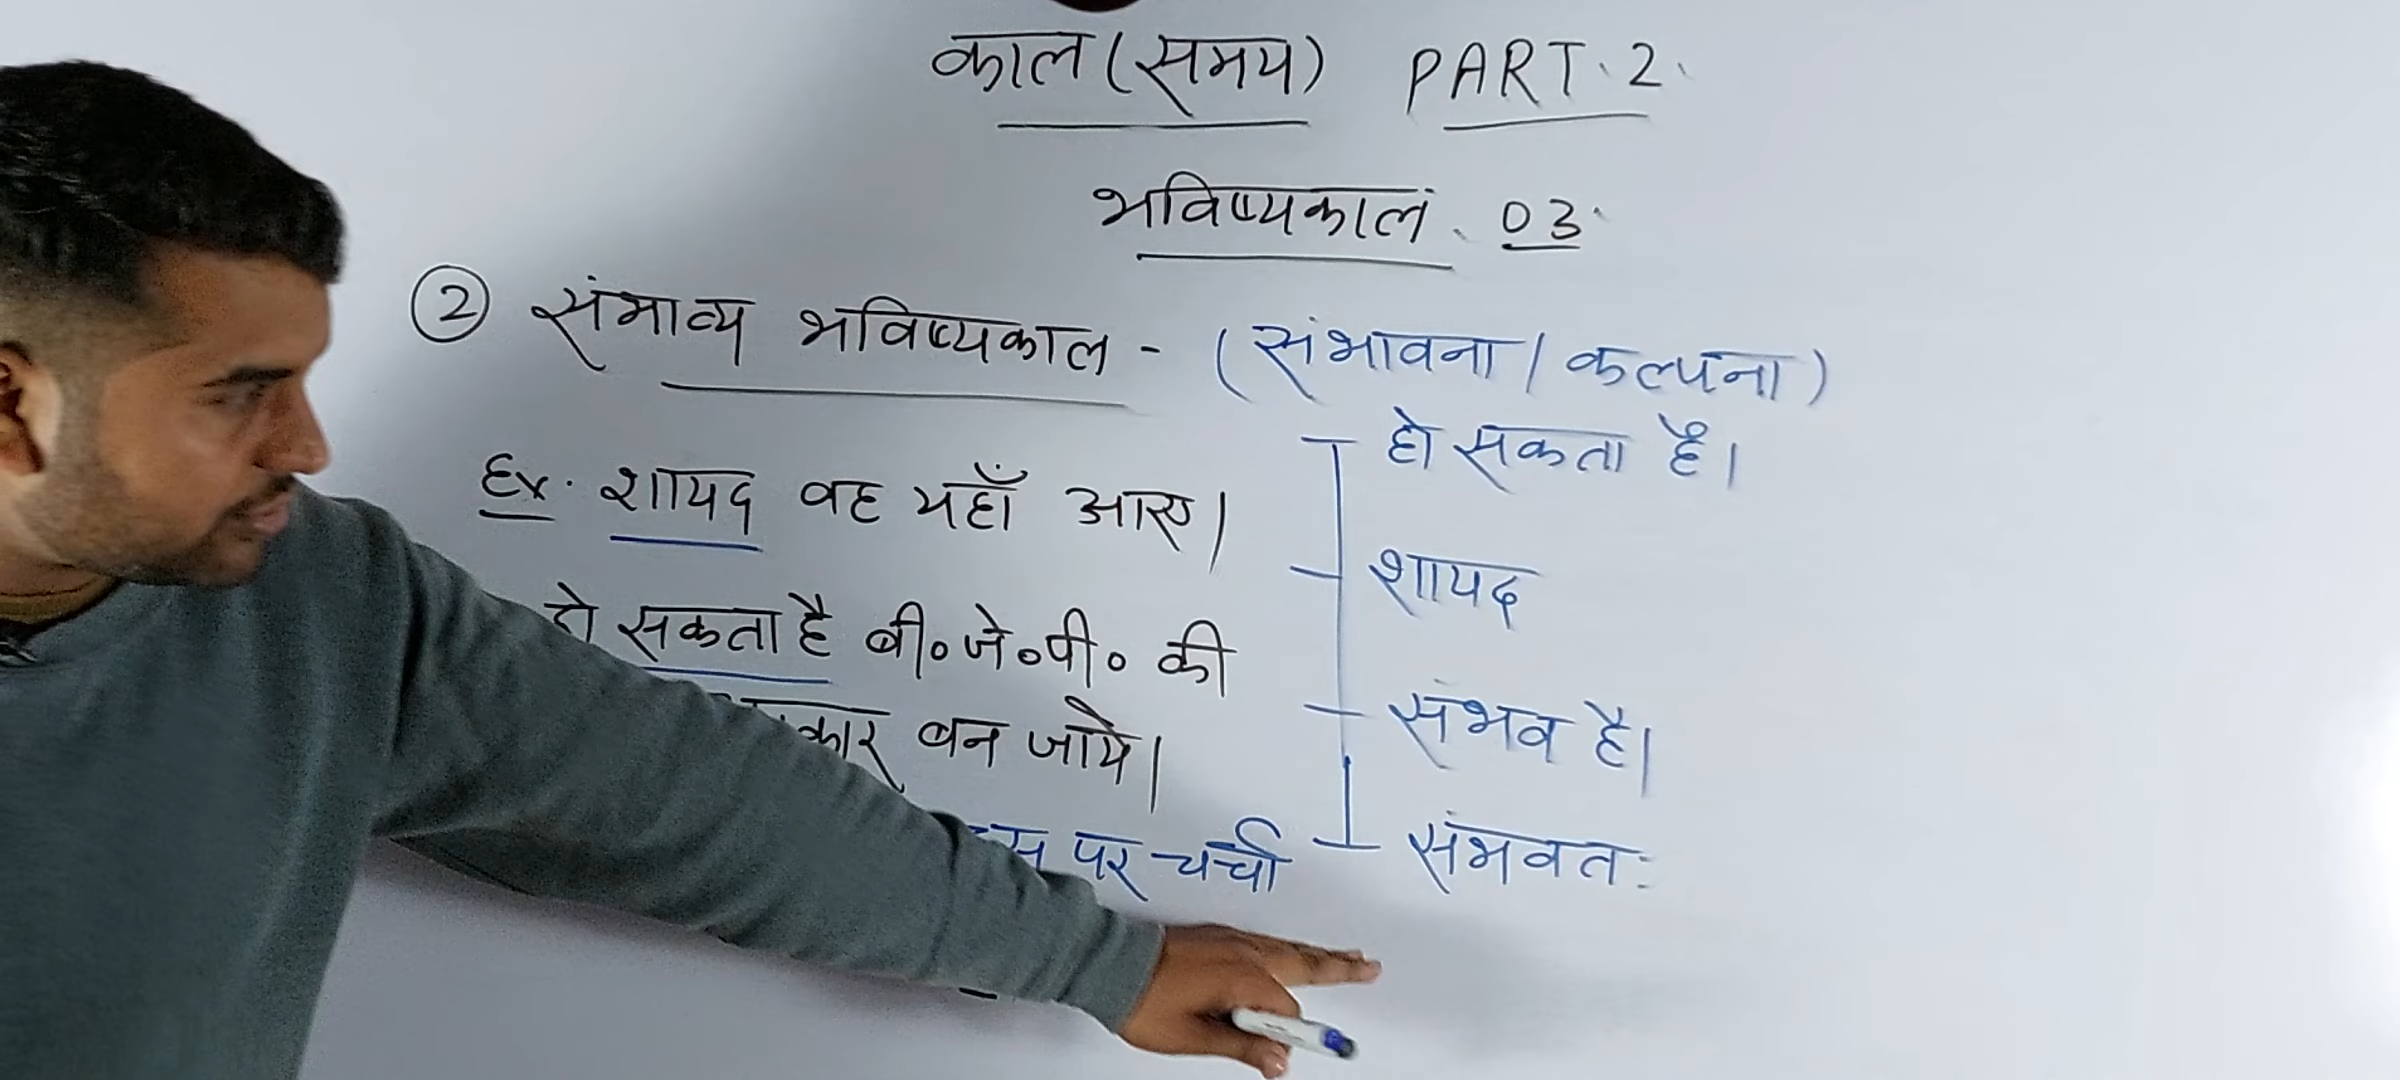 काल (समय) PART.2.
भविष्यकाल. 03.
② संभाव्य भविष्यकाल - (संभावना / कल्पना)
हो सकता है।
Ex. शायद वह यहाँ आए।
शायद
सकता है बी॰जे॰पी॰ की
संभव है।
बन जाये।
पर चर्चा
संभवतः